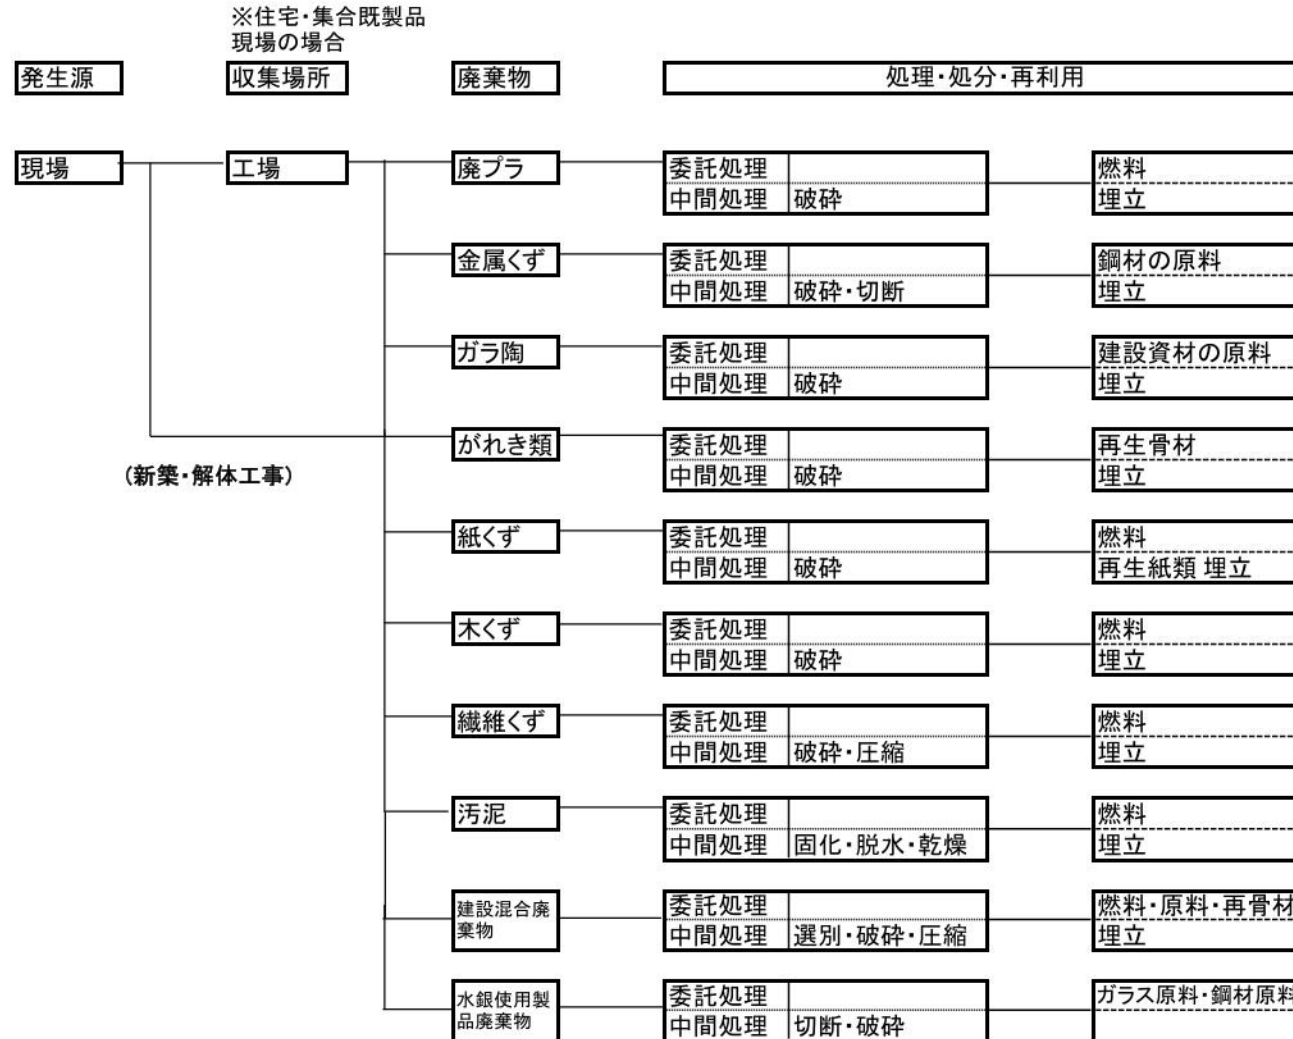 ※住宅・集合既製品
現場の場合
発生源 収集場所 廃棄物 処理・処分・再利用
現場 工場 廃プラ 委託処理 燃料
中間処理 破砕 埋立
金属くず 委託処理 鋼材の原料
中間処理 破砕・切断 埋立
ガラ陶 委託処理 建設資材の原料
中間処理 破砕 埋立
がれき類 委託処理 再生骨材
(新築・解体工事) 中間処理 破砕 埋立
紙くず 委託処理 燃料
中間処理 破砕 再生紙類 埋立
木くず 委託処理 燃料
中間処理 破砕 埋立
繊維くず 委託処理 燃料
中間処理 破砕・圧縮 埋立
汚泥 委託処理 燃料
中間処理 固化・脱水・乾燥 埋立
建設混合廃 委託処理 燃料・原料・再骨材
棄物 中間処理 選別・破砕・圧縮 埋立
水銀使用製 委託処理 ガラス原料・鋼材原料
品廃棄物 中間処理 切断・破砕